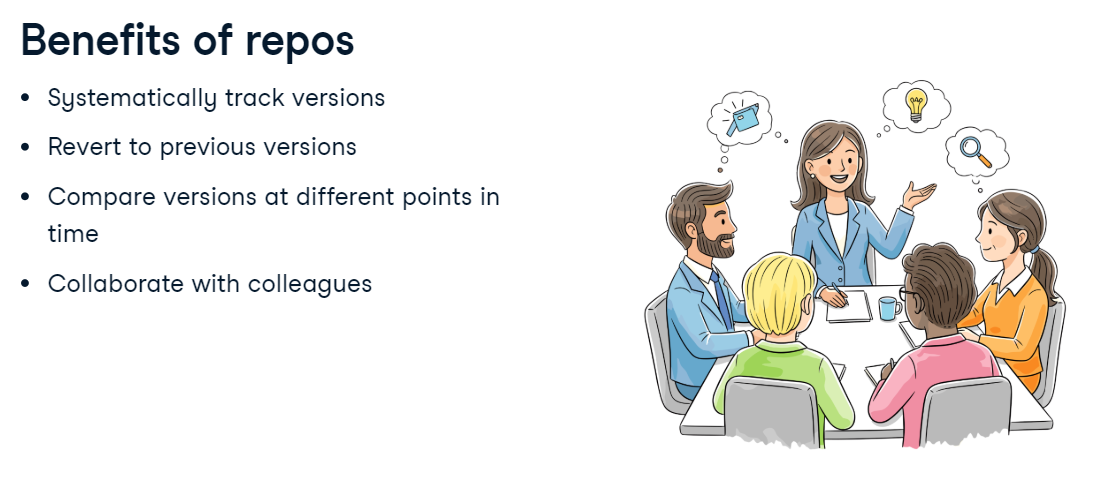 Benefits of repos
• Systematically track versions
• Revert to previous versions
• Compare versions at different points in
time
• Collaborate with colleagues